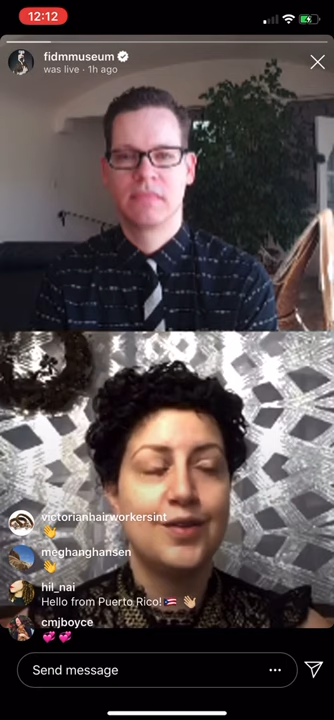 12:12
fidmmuseum
was live · 1h ago
victorianhairworkersint
👋
meghanghansen
👋
hil_nai
Hello from Puerto Rico! 🇵🇷 👋🏼
cmjboyce
💞 💞
Send message